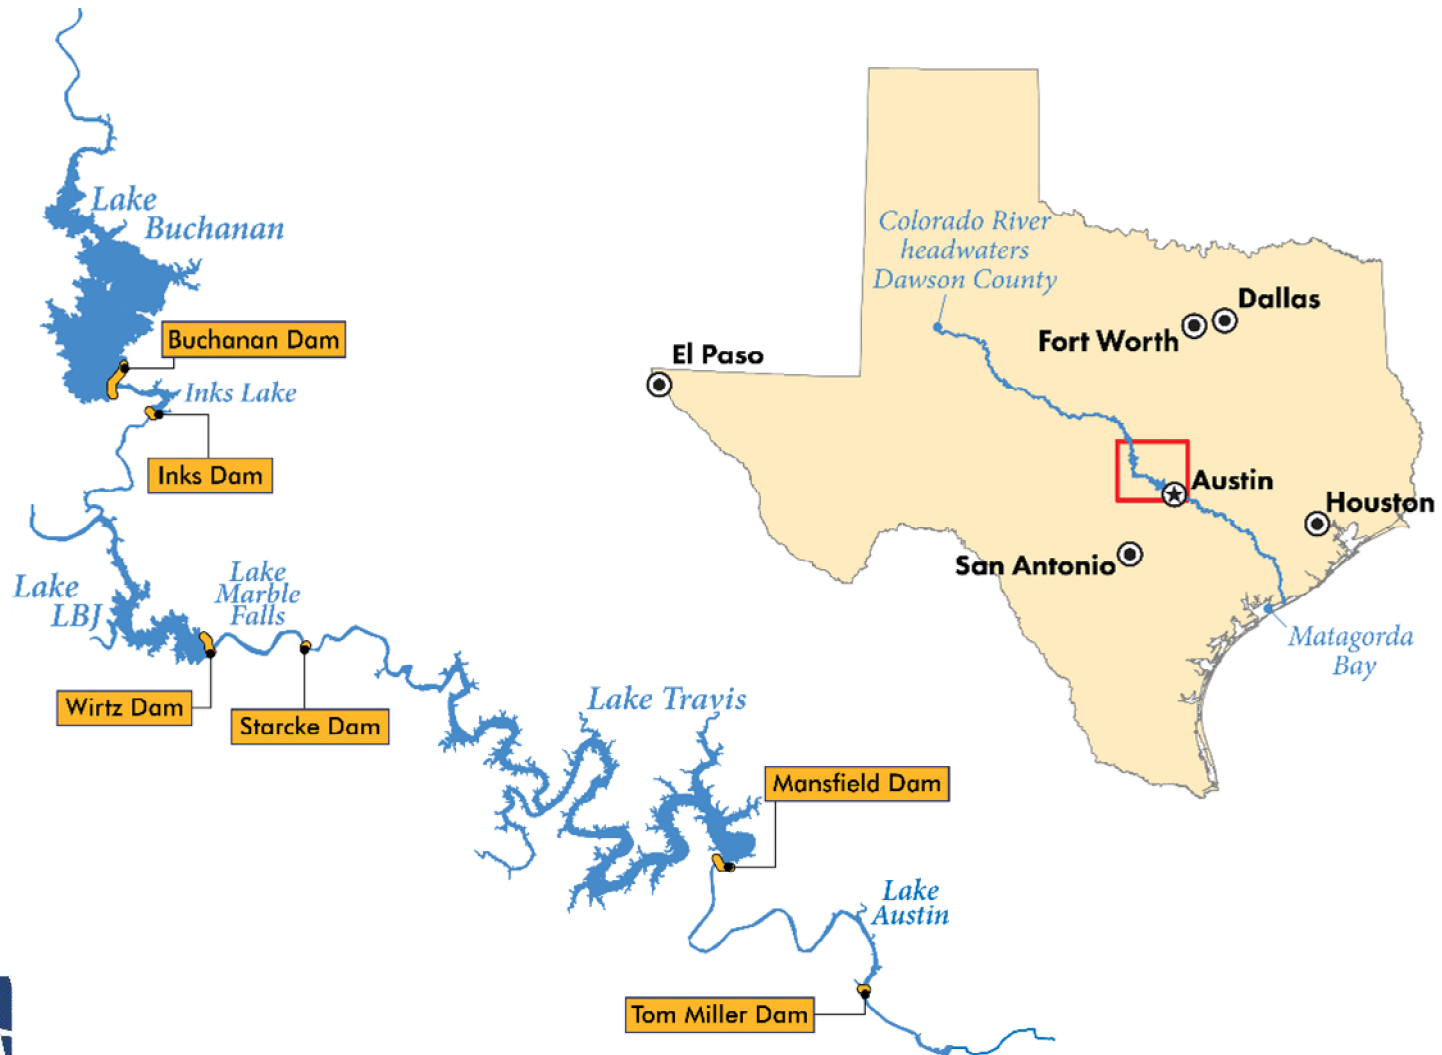 Lake
Buchanan
Buchanan Dam
Inks Lake
Inks Dam
Lake
LBJ
Lake
Marble
Falls
Wirtz Dam
Starcke Dam
Lake Travis
Mansfield Dam
Lake
Austin
Tom Miller Dam
Colorado River
headwaters
Dawson County
Dallas
Fort Worth
El Paso
Austin
Houston
San Antonio
Matagorda
Bay